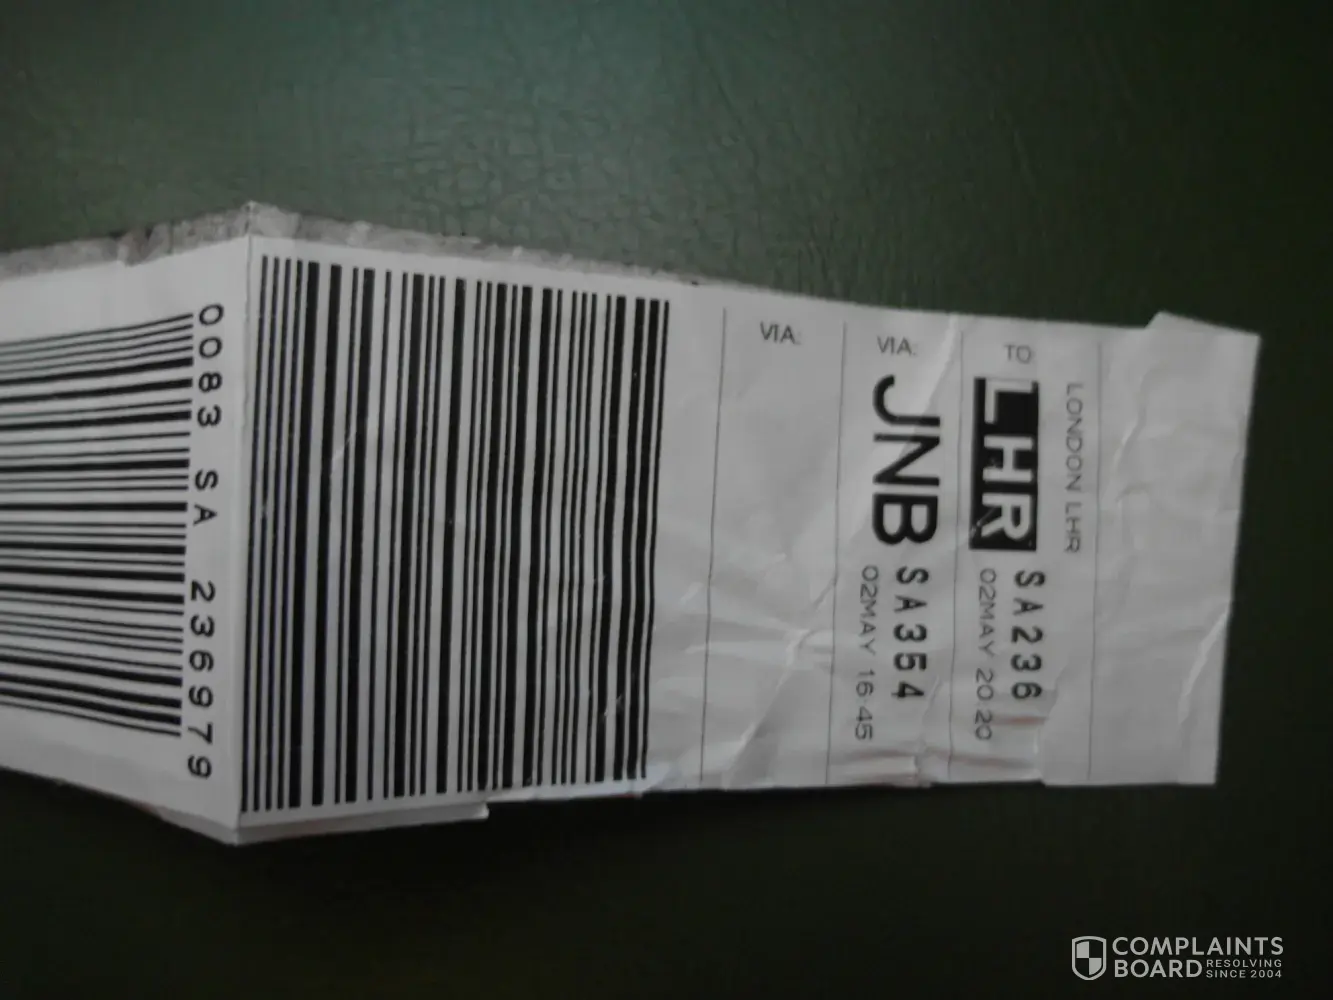 LONDON LHR
TO
LHR
SA236
02MAY 20:20
VIA:
JNB
SA354
02MAY 16:45
VIA:
0083 SA 236979
COMPLAINTS
BOARD RESOLVING
SINCE 2004